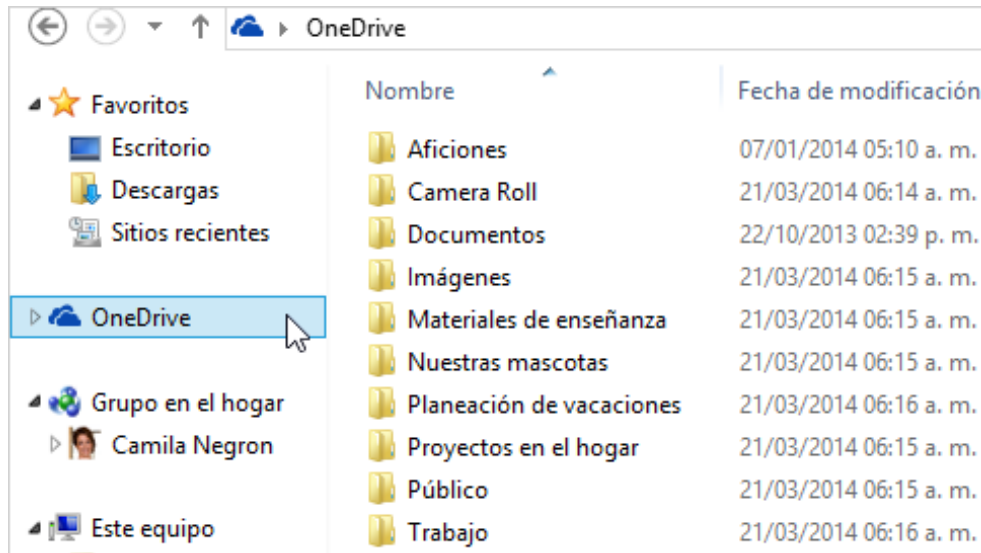 OneDrive
Favoritos
Escritorio
Descargas
Sitios recientes
OneDrive
Grupo en el hogar
Camila Negron
Este equipo
Nombre Fecha de modificación
Aficiones 07/01/2014 05:10 a. m.
Camera Roll 21/03/2014 06:14 a. m.
Documentos 22/10/2013 02:39 p. m.
Imágenes 21/03/2014 06:15 a. m.
Materiales de enseñanza 21/03/2014 06:15 a. m.
Nuestras mascotas 21/03/2014 06:15 a. m.
Planeación de vacaciones 21/03/2014 06:16 a. m.
Proyectos en el hogar 21/03/2014 06:15 a. m.
Público 21/03/2014 06:15 a. m.
Trabajo 21/03/2014 06:16 a. m.